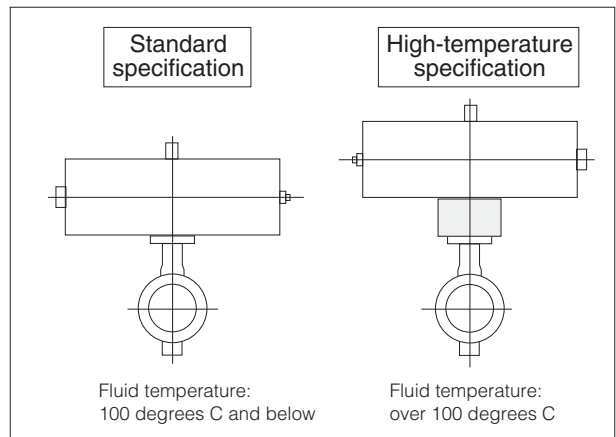 Standard
specification
High-temperature
specification
Fluid temperature:
100 degrees C and below
Fluid temperature:
over 100 degrees C